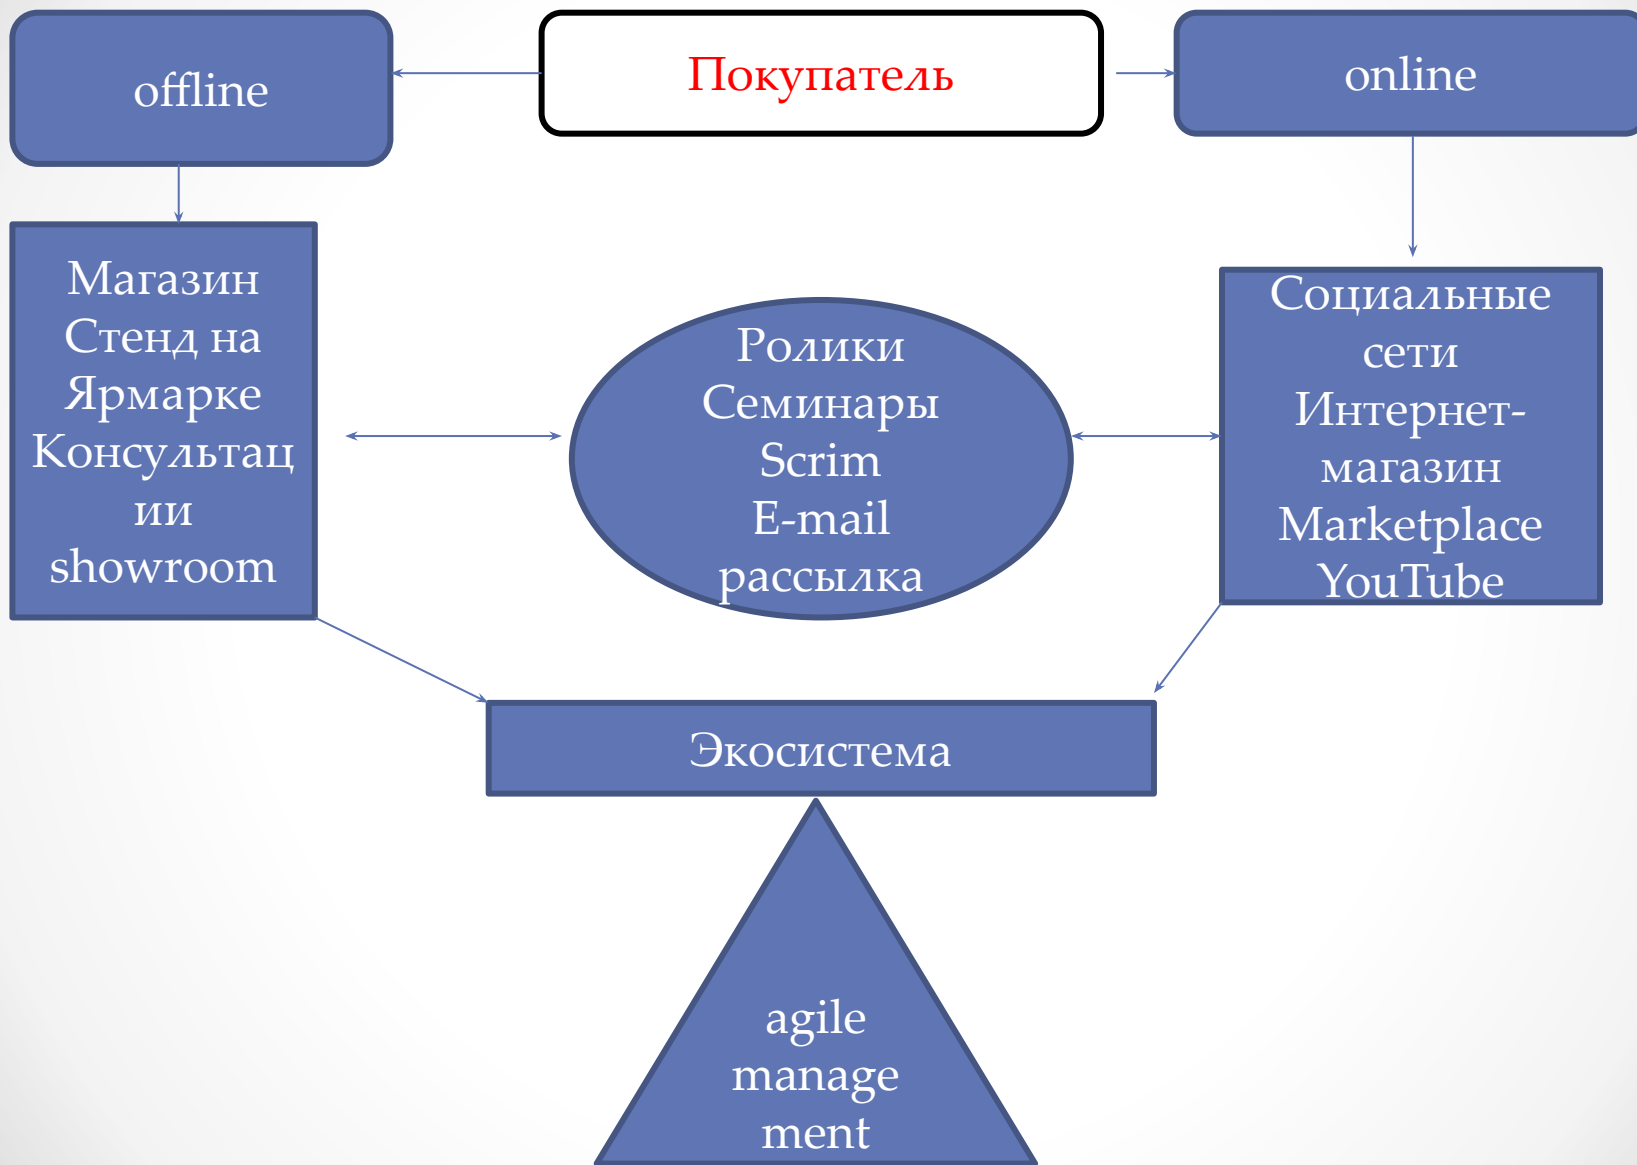 offline
Покупатель
online
Магазин
Стенд на
Ярмарке
Консультац
ии
showroom
Ролики
Семинары
Scrim
E-mail
рассылка
Социальные
сети
Интернет-
магазин
Marketplace
YouTube
Экосистема
agile
manage
ment